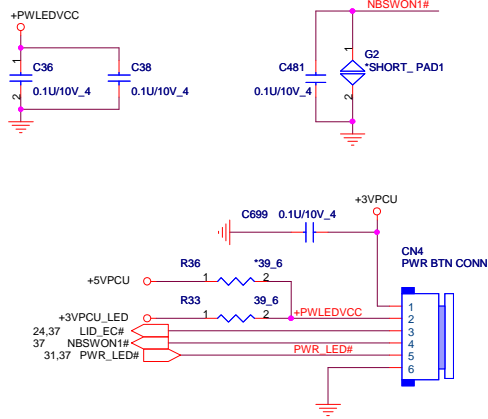 +PWLEDVCC
NBSWON1#
1
C36
0.1U/10V_4
2
C38
0.1U/10V_4
C481
0.1U/10V_4
1
G2
*SHORT_ PAD1
2
+3VPCU
C699 0.1U/10V_4
CN4
PWR BTN CONN
R36 *39_6
+5VPCU 1 2
R33 39_6
+3VPCU_LED 1 2 +PWLEDVCC
24,37 LID_EC#
37 NBSWON1#
31,37 PWR_LED# PWR_LED#
1
2
3
4
5
6